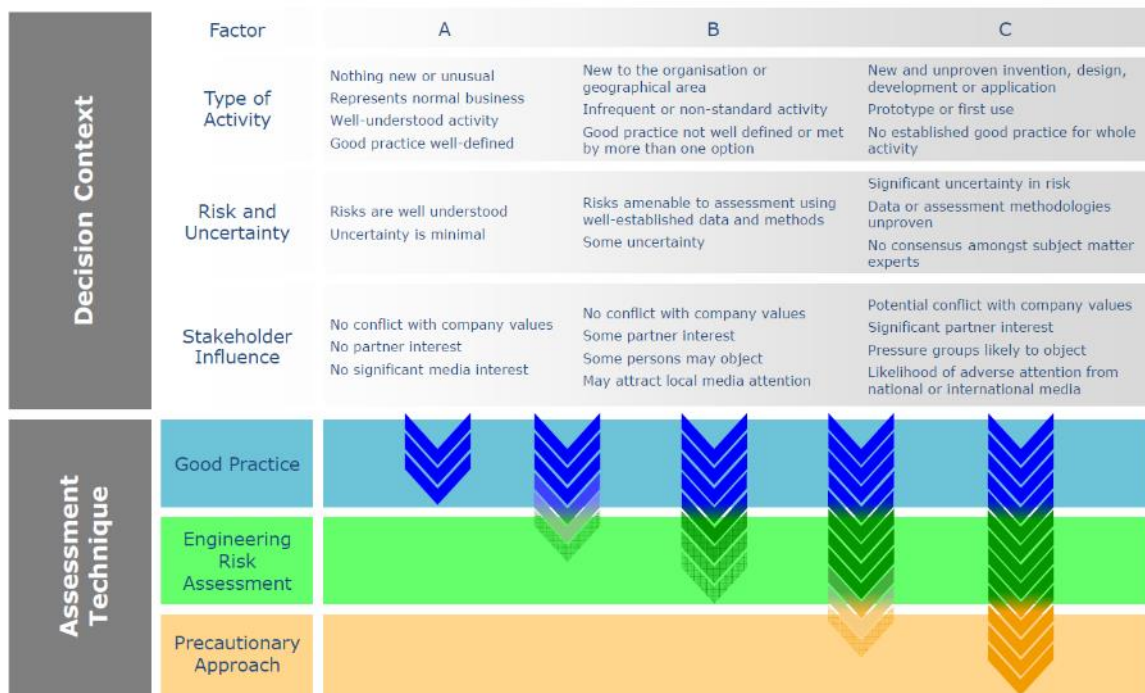 Decision Context
Factor
A
B
C
Type of
Activity
Nothing new or unusual
Represents normal business
Well-understood activity
Good practice well-defined
New to the organisation or
geographical area
Infrequent or non-standard activity
Good practice not well defined or met
by more than one option
New and unproven invention, design,
development or application
Prototype or first use
No established good practice for whole
activity
Risk and
Uncertainty
Risks are well understood
Uncertainty is minimal
Risks amenable to assessment using
well-established data and methods
Some uncertainty
Significant uncertainty in risk
Data or assessment methodologies
unproven
No consensus amongst subject matter
experts
Stakeholder
Influence
No conflict with company values
No partner interest
No significant media interest
No conflict with company values
Some partner interest
Some persons may object
May attract local media attention
Potential conflict with company values
Significant partner interest
Pressure groups likely to object
Likelihood of adverse attention from
national or international media
Assessment
Technique
Good Practice
Engineering
Risk
Assessment
Precautionary
Approach